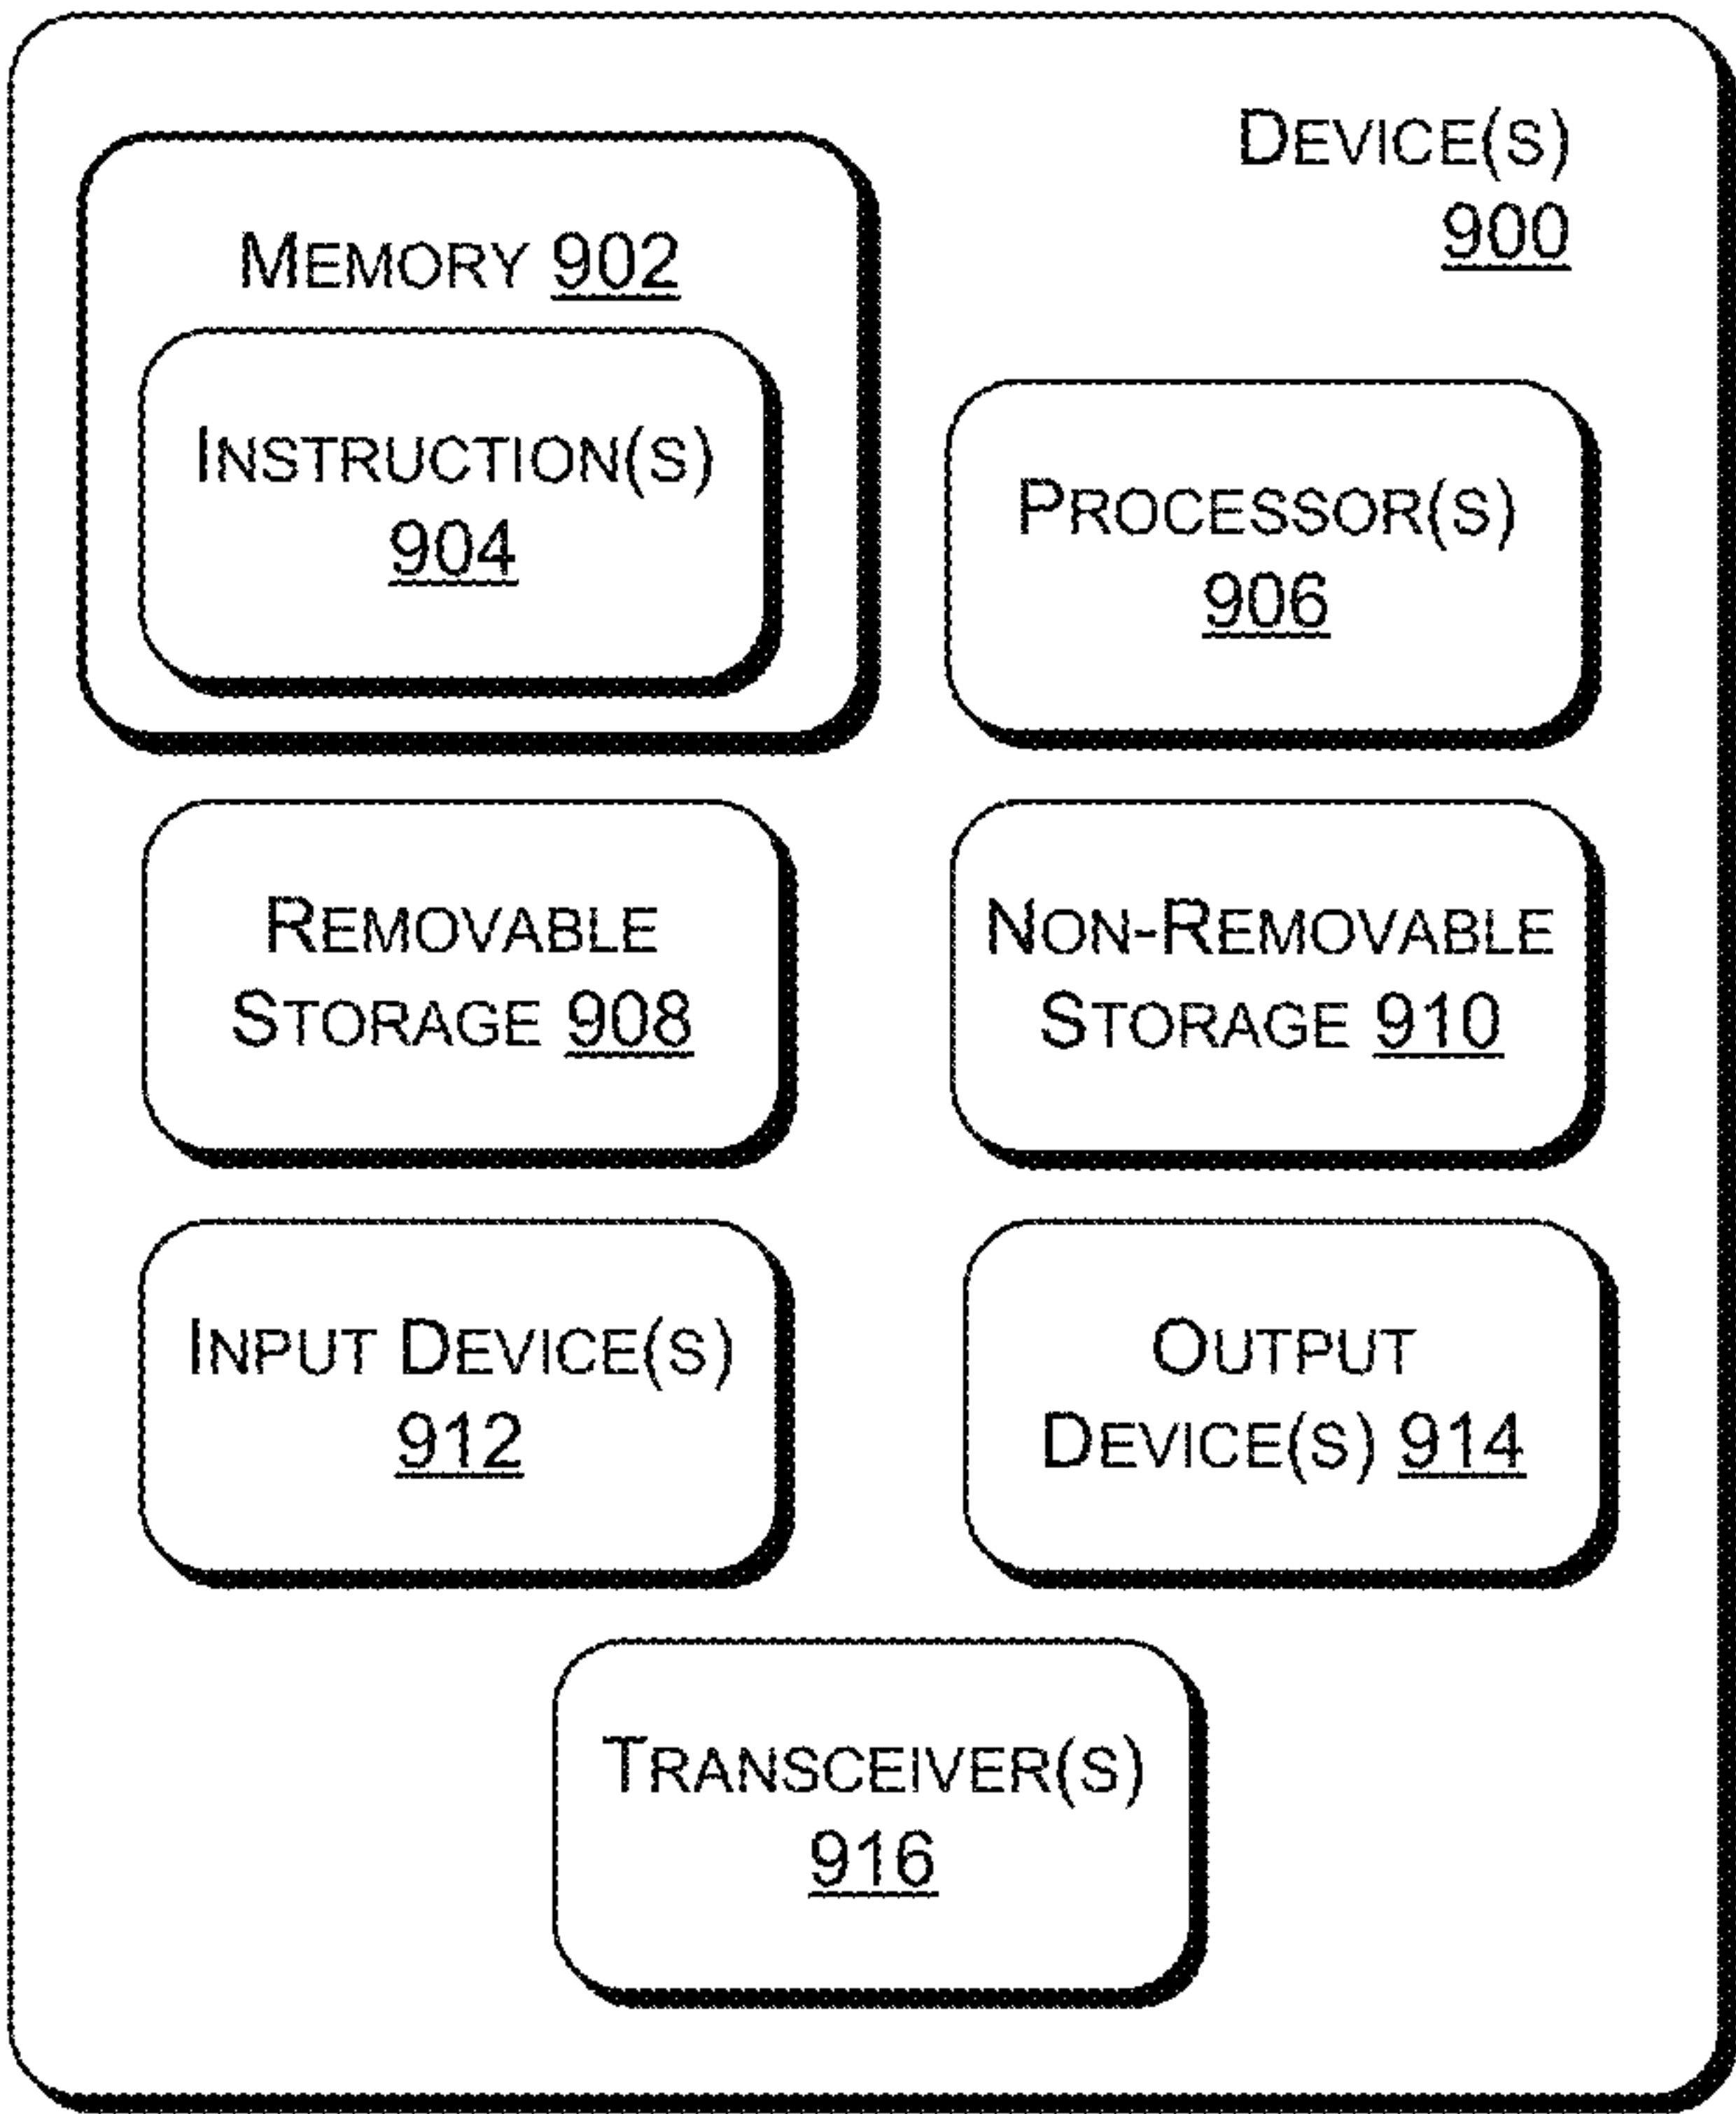 DEVICE(S)
900
MEMORY 902
INSTRUCTION(S)
904
PROCESSOR(S)
906
REMOVABLE
STORAGE 908
NON-REMOVABLE
STORAGE 910
INPUT DEVICE(S)
912
OUTPUT
DEVICE(S) 914
TRANSCEIVER(S)
916